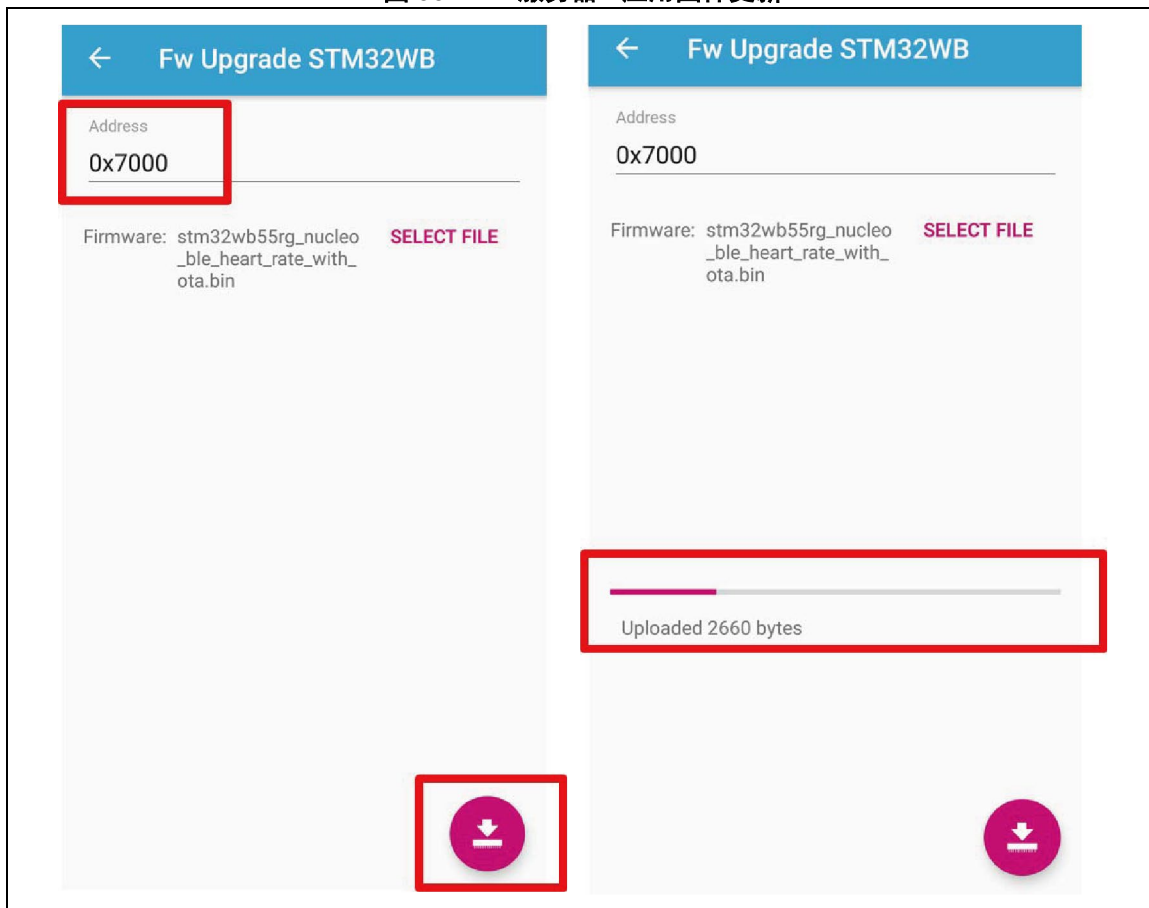 Fw Upgrade STM32WB
Address
0x7000
Firmware: stm32wb55rg_nucleo SELECT FILE
_ble_heart_rate_with_
ota.bin
Fw Upgrade STM32WB
Address
0x7000
Firmware: stm32wb55rg_nucleo SELECT FILE
_ble_heart_rate_with_
ota.bin
Uploaded 2660 bytes